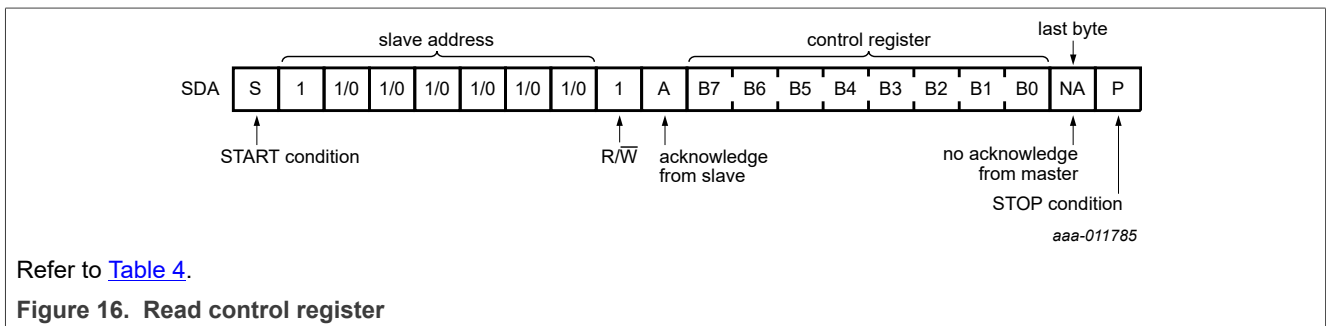 slave address control register last byte
SDA S 1 1/0 1/0 1/0 1/0 1/0 1/0 1 A B7 B6 B5 B4 B3 B2 B1 B0 NA P
START condition R/W̅ acknowledge no acknowledge
from slave from master
STOP condition
aaa-011785
Refer to Table 4.
Figure 16. Read control register